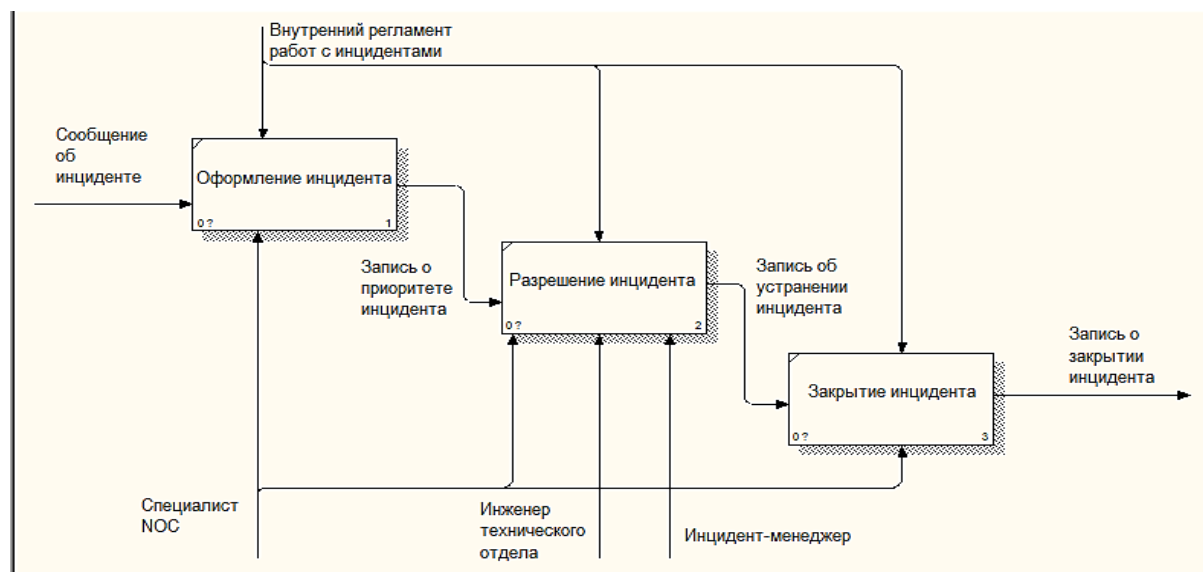 Внутренний регламент
работ с инцидентами
Сообщение
об
инциденте
Оформление инцидента
0 ?
1
Запись о
приоритете
инцидента
Разрешение инцидента
0 ?
2
Запись об
устранении
инцидента
Закрытие инцидента
0 ?
3
Запись о
закрытии
инцидента
Специалист
NOC
Инженер
технического
отдела
Инцидент-менеджер